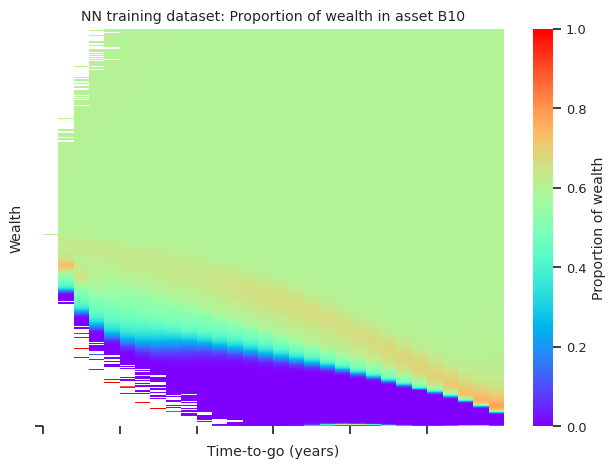 NN training dataset: Proportion of wealth in asset B10
Wealth
Time-to-go (years)
1.0
0.8
0.6
0.4
0.2
0.0
Proportion of wealth